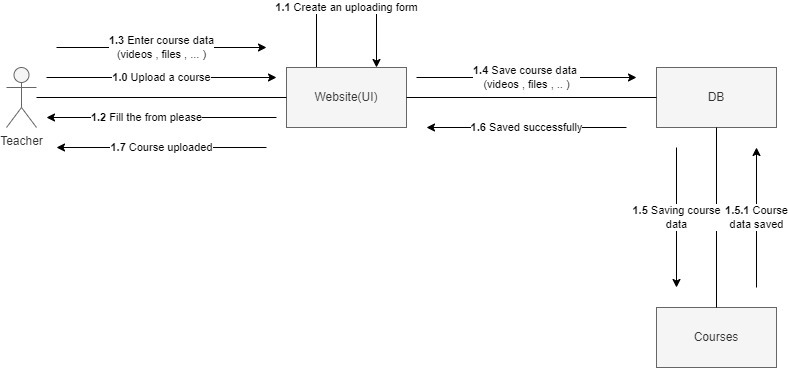 1.1 Create an uploading form
1.3 Enter course data
(videos , files , ... )
1.0 Upload a course
1.2 Fill the from please
1.7 Course uploaded
Teacher
Website(UI)
1.4 Save course data
(videos , files , .. )
1.6 Saved successfully
DB
1.5 Saving course
data
1.5.1 Course
data saved
Courses